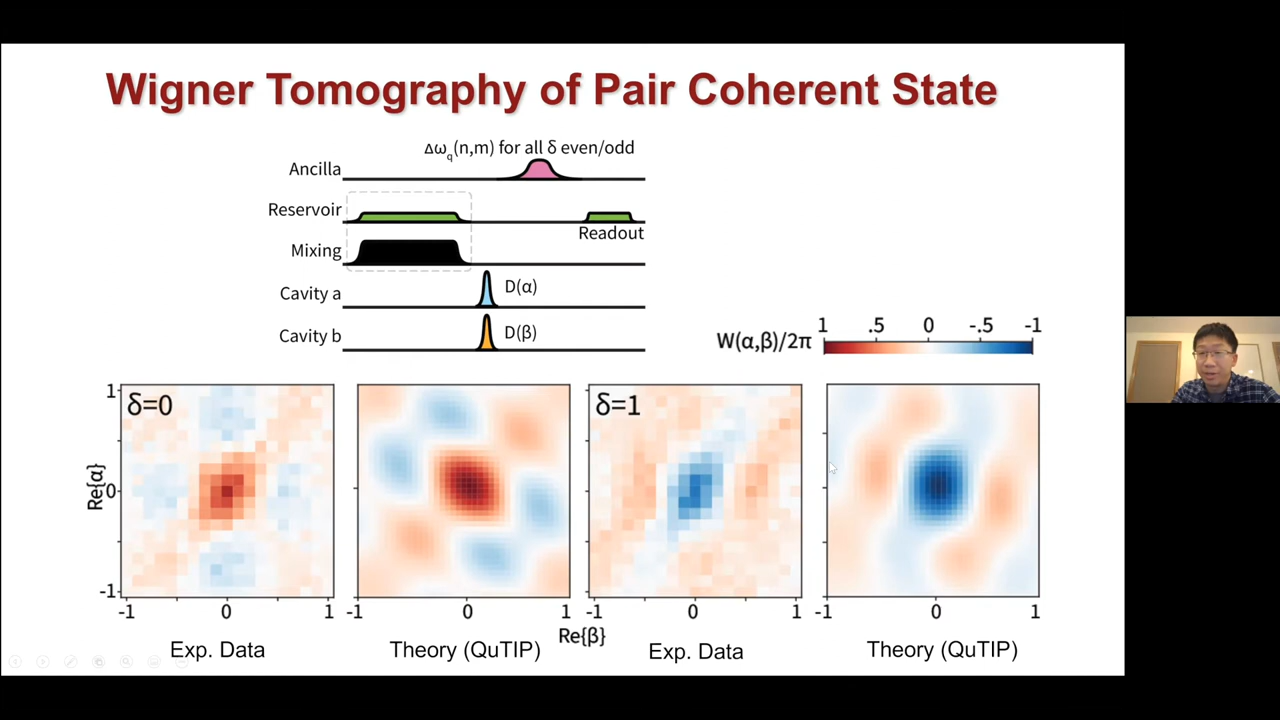 Wigner Tomography of Pair Coherent State
Δω_q(n,m) for all δ even/odd
Ancilla
Reservoir
Readout
Mixing
Cavity a
D(α)
Cavity b
D(β)
W(α,β)/2π
1 .5 0 -.5 -1
δ=0
δ=1
Re{α}
1
0
-1
-1 0 1
-1 0 1
-1 0 1
-1 0 1
Re{β}
Exp. Data
Theory (QuTIP)
Exp. Data
Theory (QuTIP)